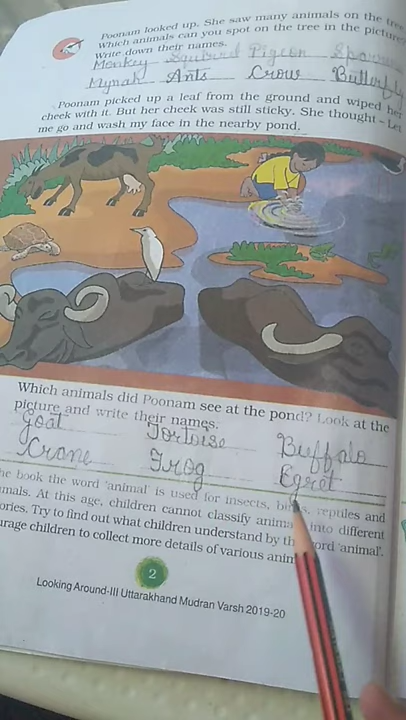 Poonam looked up. She saw many animals on the tree
Which animals can you spot on the tree in the picture
Write down their names.
Monkey Squirrel Pigeon Sparrow
Mynah Ants Crow Butterfly
Poonam picked up a leaf from the ground and wiped her
cheek with it. But her cheek was still sticky. She thought – Let
me go and wash my face in the nearby pond.
Which animals did Poonam see at the pond? Look at the
picture and write their names.
Goat Tortoise Buffalo
Crane Frog Egret
he book the word 'animal' is used for insects, reptiles and
mals. At this age, children cannot classify into different
ories. Try to find out what children understand by 'animal'.
urage children to collect more details of various
2
Looking Around-III Uttarakhand Mudran Varsh 2019-20